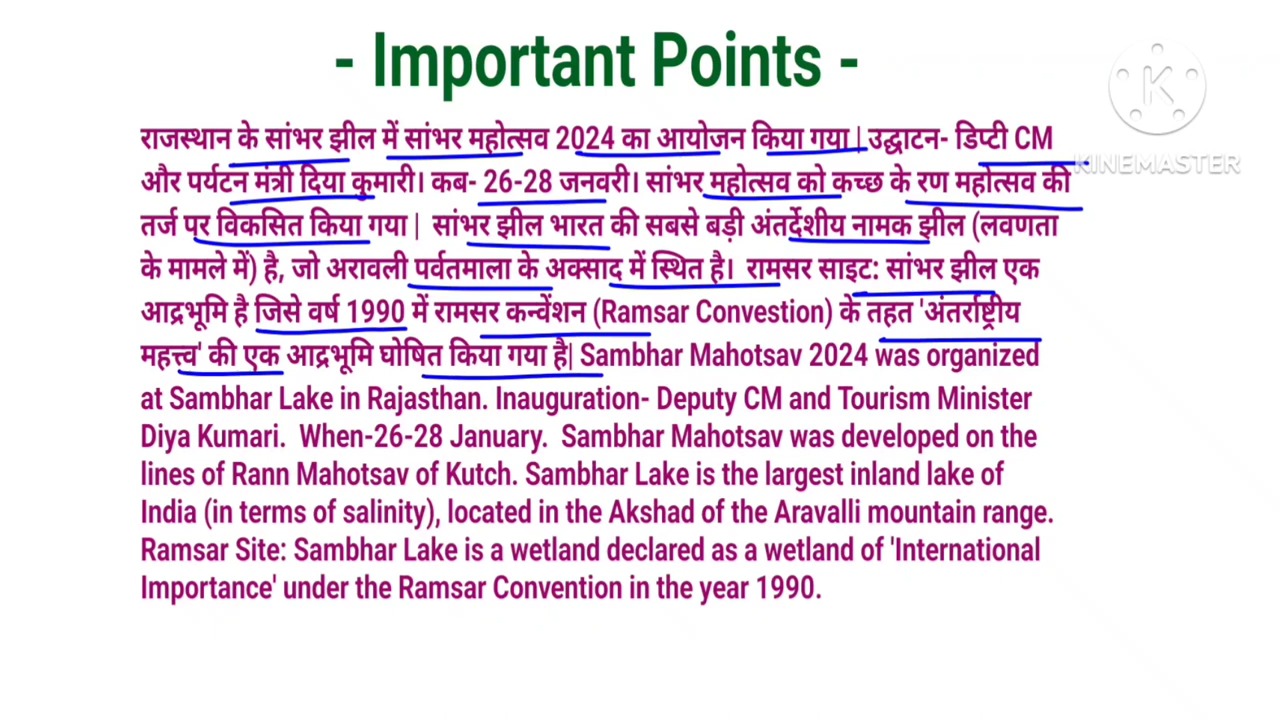 - Important Points -
राजस्थान के सांभर झील में सांभर महोत्सव 2024 का आयोजन किया गया | उद्घाटन- डिप्टी CM
और पर्यटन मंत्री दिया कुमारी। कब- 26-28 जनवरी। सांभर महोत्सव को कच्छ के रण महोत्सव की
तर्ज पर विकसित किया गया | सांभर झील भारत की सबसे बड़ी अंतर्देशीय नामक झील (लवणता
के मामले में) है, जो अरावली पर्वतमाला के अक्साद में स्थित है। रामसर साइट: सांभर झील एक
आद्रभूमि है जिसे वर्ष 1990 में रामसर कन्वेंशन (Ramsar Convestion) के तहत 'अंतर्राष्ट्रीय
महत्त्व' की एक आद्रभूमि घोषित किया गया है| Sambhar Mahotsav 2024 was organized
at Sambhar Lake in Rajasthan. Inauguration- Deputy CM and Tourism Minister
Diya Kumari. When-26-28 January. Sambhar Mahotsav was developed on the
lines of Rann Mahotsav of Kutch. Sambhar Lake is the largest inland lake of
India (in terms of salinity), located in the Akshad of the Aravalli mountain range.
Ramsar Site: Sambhar Lake is a wetland declared as a wetland of 'International
Importance' under the Ramsar Convention in the year 1990.
K
KINEMASTER